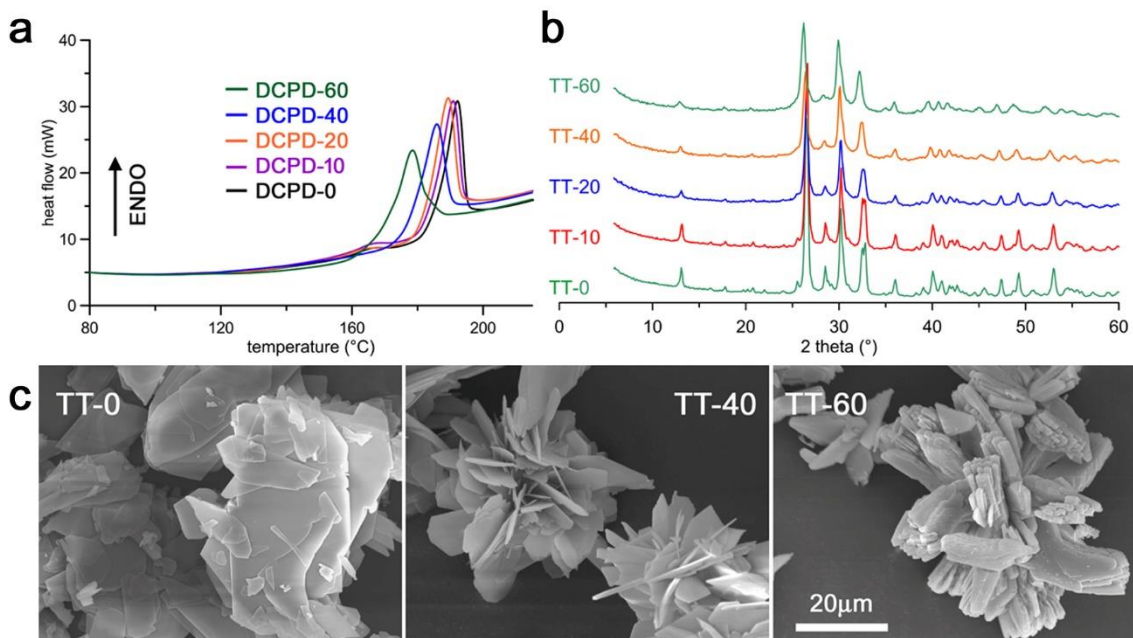 a
40
30
20
10
0
heat flow (mW)
ENDO
DCPD-60
DCPD-40
DCPD-20
DCPD-10
DCPD-0
80
120
160
200
temperature (°C)
b
TT-60
TT-40
TT-20
TT-10
TT-0
0
10
20
30
40
50
60
2 theta (°)
c
TT-0
TT-40
TT-60
20µm